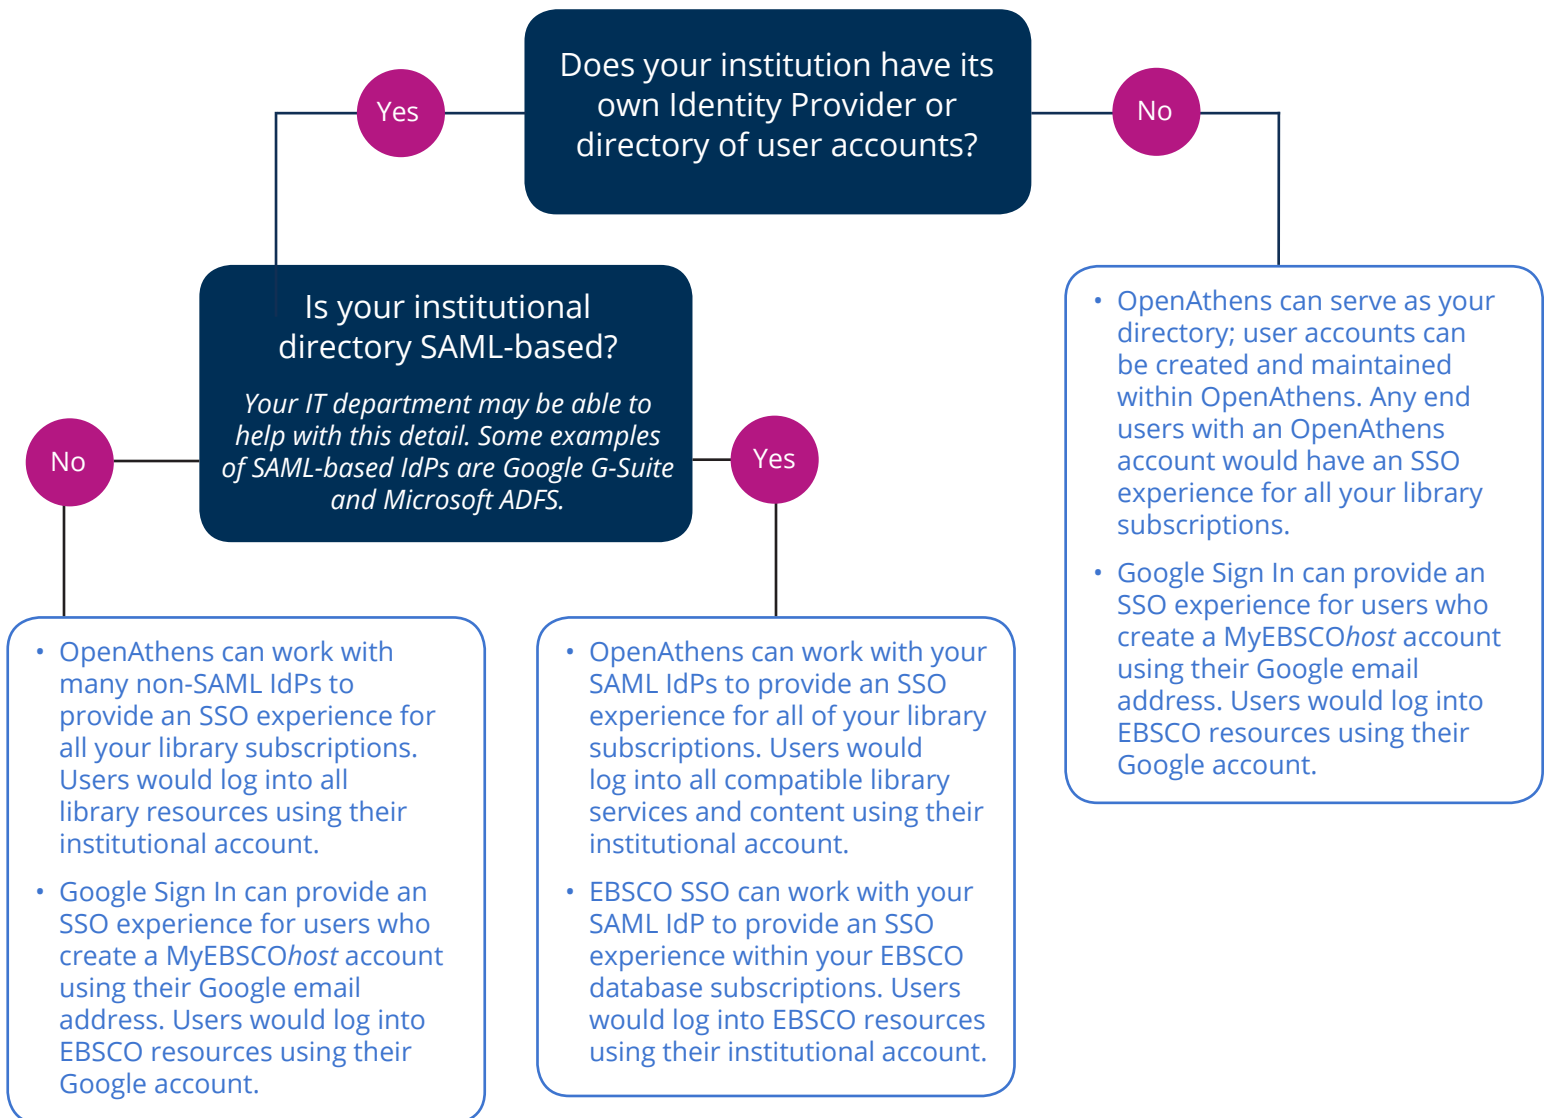 Does your institution have its
own Identity Provider or
directory of user accounts?
Yes
No
Is your institutional
directory SAML-based?
Your IT department may be able to
help with this detail. Some examples
of SAML-based IdPs are Google G-Suite
and Microsoft ADFS.
No
Yes
• OpenAthens can work with
many non-SAML IdPs to
provide an SSO experience for
all your library subscriptions.
Users would log into all
library resources using their
institutional account.
• Google Sign In can provide an
SSO experience for users who
create a MyEBSCOhost account
using their Google email
address. Users would log into
EBSCO resources using their
Google account.
• OpenAthens can work with your
SAML IdPs to provide an SSO
experience for all of your library
subscriptions. Users would
log into all compatible library
services and content using their
institutional account.
• EBSCO SSO can work with your
SAML IdP to provide an SSO
experience within your EBSCO
database subscriptions. Users
would log into EBSCO resources
using their institutional account.
• OpenAthens can serve as your
directory; user accounts can
be created and maintained
within OpenAthens. Any end
users with an OpenAthens
account would have an SSO
experience for all your library
subscriptions.
• Google Sign In can provide an
SSO experience for users who
create a MyEBSCOhost account
using their Google email
address. Users would log into
EBSCO resources using their
Google account.